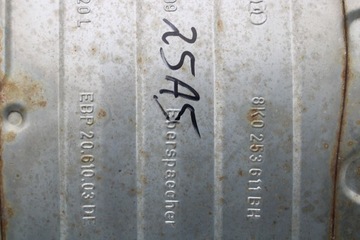 8K0 253 611 BH
Eberspaecher
25A5
EBP 20.610.03 DI